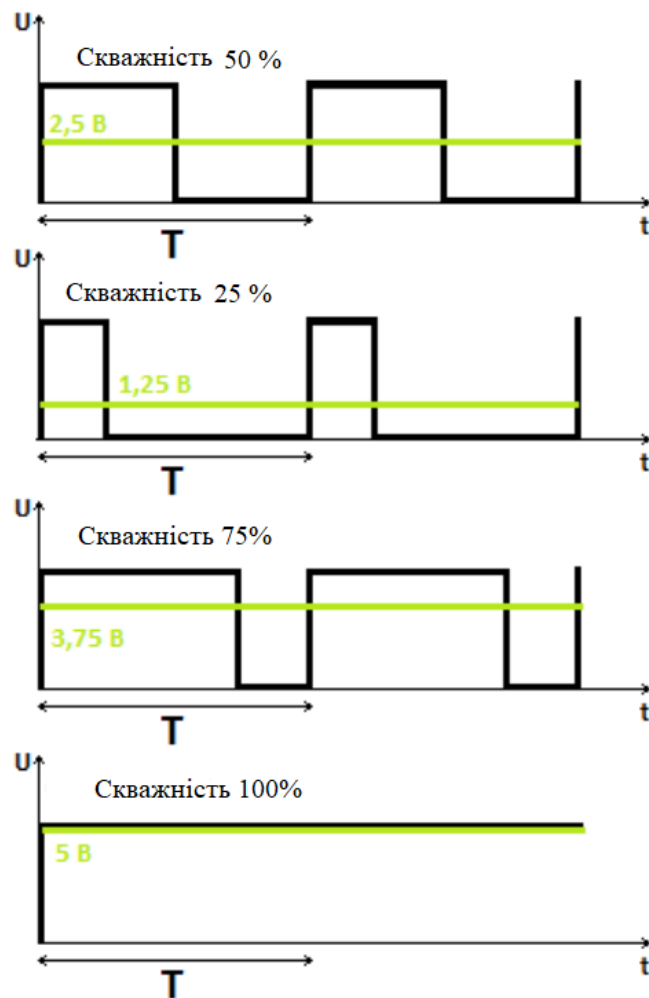 U
Скважність 50 %
2,5 В
t
T
U
Скважність 25 %
1,25 В
t
T
U
Скважність 75%
3,75 В
t
T
U
Скважність 100%
5 В
t
T